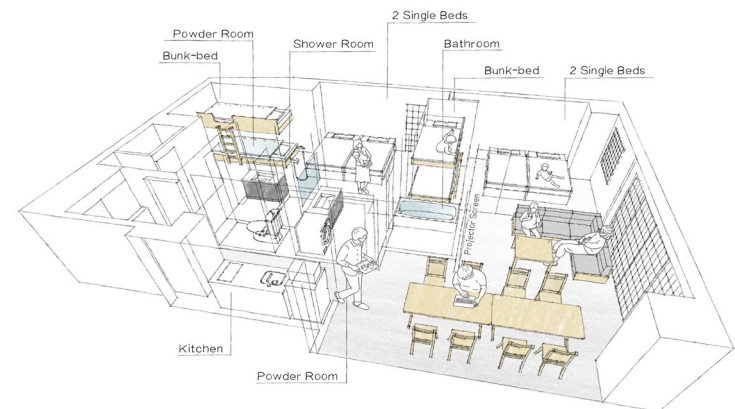 2 Single Beds
Powder Room
Shower Room
Bathroom
Bunk-bed
Bunk-bed
2 Single Beds
Projector Screen
Kitchen
Powder Room